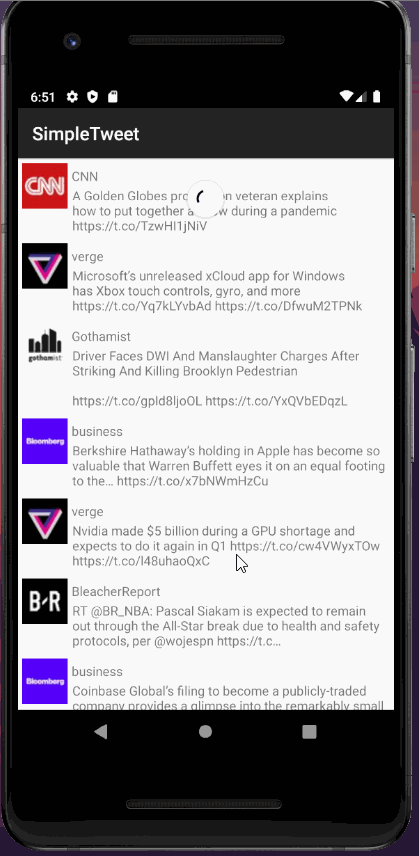 6:51
SimpleTweet
CNN
CNN
A Golden Globes pro n veteran explains
how to put together a w during a pandemic
https://t.co/TzwHI1jNiV
verge
Microsoft's unreleased xCloud app for Windows
has Xbox touch controls, gyro, and more
https://t.co/Yq7kLYvbAd https://t.co/DfwuM2TPNk
gothamist
Gothamist
Driver Faces DWI And Manslaughter Charges After
Striking And Killing Brooklyn Pedestrian
https://t.co/gpld8ljoOL https://t.co/YxQVbEDqzL
Bloomberg
business
Berkshire Hathaway's holding in Apple has become so
valuable that Warren Buffett eyes it on an equal footing
to the... https://t.co/x7bNWmHzCu
verge
Nvidia made $5 billion during a GPU shortage and
expects to do it again in Q1 https://t.co/cw4VWyxTOw
https://t.co/l48uhaoQxC
B/R
BleacherReport
RT @BR_NBA: Pascal Siakam is expected to remain
out through the All-Star break due to health and safety
protocols, per @wojespn https://t.c...
Bloomberg
business
Coinbase Global's filing to become a publicly-traded
company provides a glimpse into the remarkably small